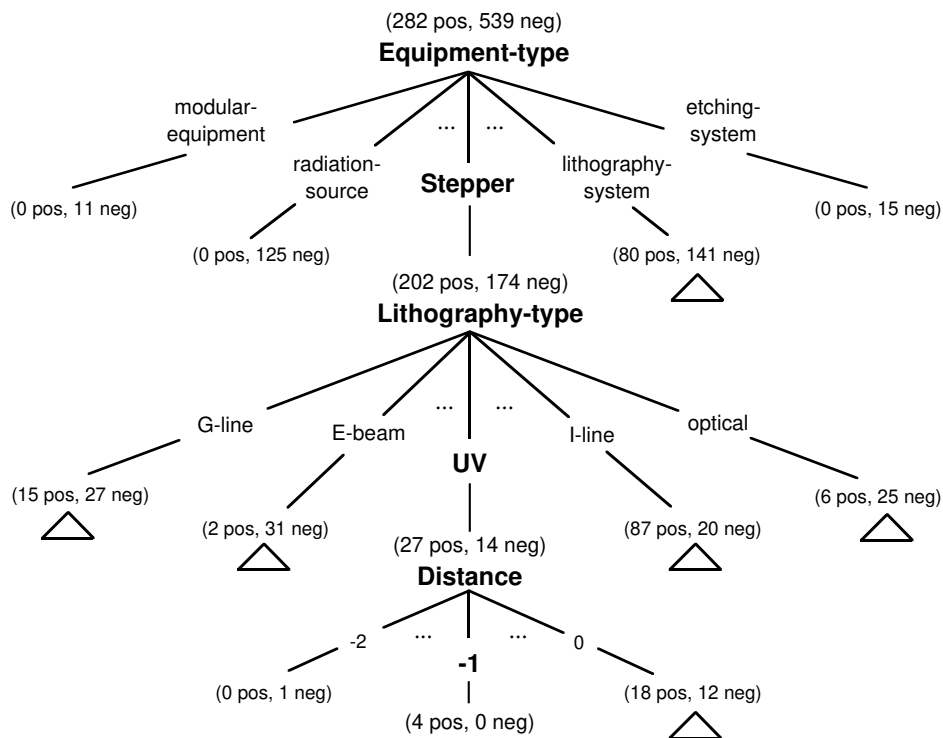 (282 pos, 539 neg)
Equipment-type
modular-
equipment
radiation-
source
... ...
Stepper
lithography-
system
etching-
system
(0 pos, 11 neg)
(0 pos, 125 neg)
(80 pos, 141 neg)
(0 pos, 15 neg)
(202 pos, 174 neg)
Lithography-type
G-line
E-beam
... ...
UV
I-line
optical
(15 pos, 27 neg)
(2 pos, 31 neg)
(87 pos, 20 neg)
(6 pos, 25 neg)
(27 pos, 14 neg)
Distance
-2
... ...
-1
0
(0 pos, 1 neg)
(4 pos, 0 neg)
(18 pos, 12 neg)